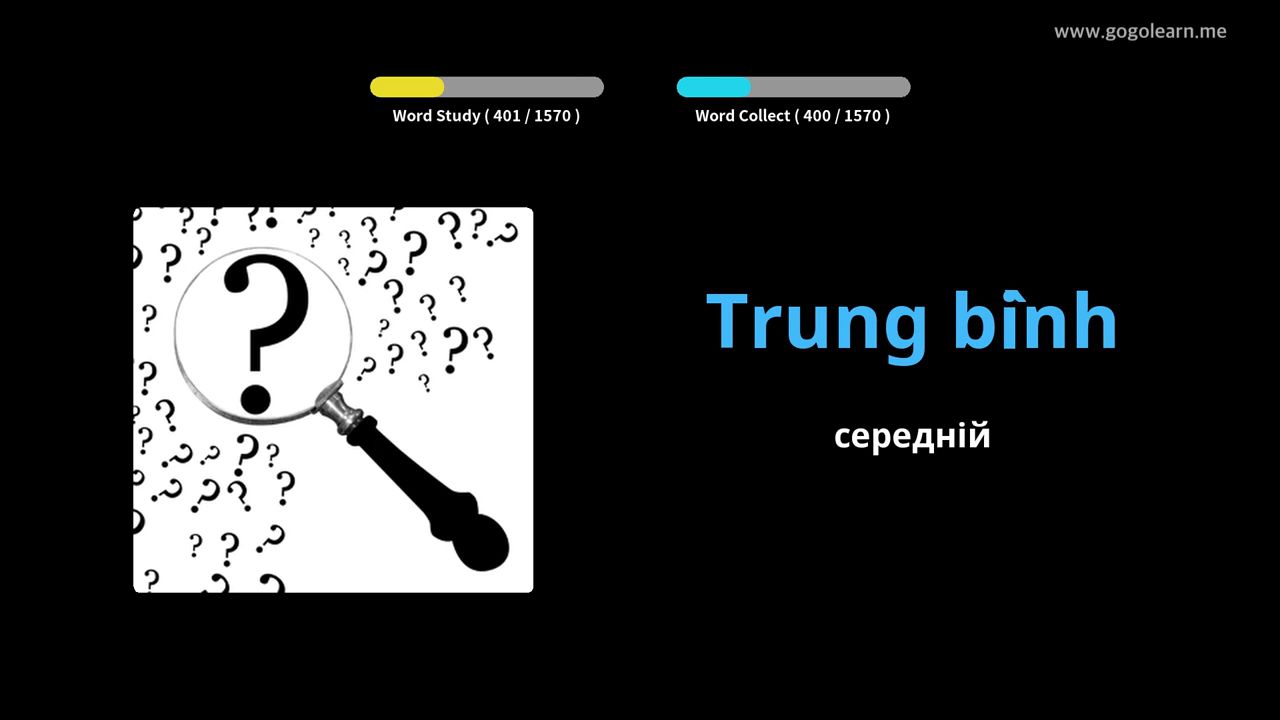 www.gogolearn.me
Word Study ( 401 / 1570 )
Word Collect ( 400 / 1570 )
Trung bình
середній